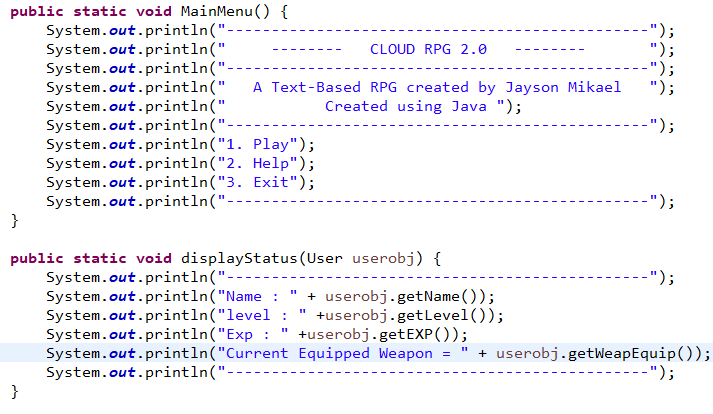 public static void MainMenu() {
    System.out.println("-----------------------------------------------");
    System.out.println("     --------   CLOUD RPG 2.0   --------       ");
    System.out.println("-----------------------------------------------");
    System.out.println("   A Text-Based RPG created by Jayson Mikael   ");
    System.out.println("           Created using Java ");
    System.out.println("-----------------------------------------------");
    System.out.println("1. Play");
    System.out.println("2. Help");
    System.out.println("3. Exit");
    System.out.println("-----------------------------------------------");
}

public static void displayStatus(User userobj) {
    System.out.println("-----------------------------------------------");
    System.out.println("Name : " + userobj.getName());
    System.out.println("level : " +userobj.getLevel());
    System.out.println("Exp : " +userobj.getEXP());
    System.out.println("Current Equipped Weapon = " + userobj.getWeapEquip());
    System.out.println("-----------------------------------------------");
}